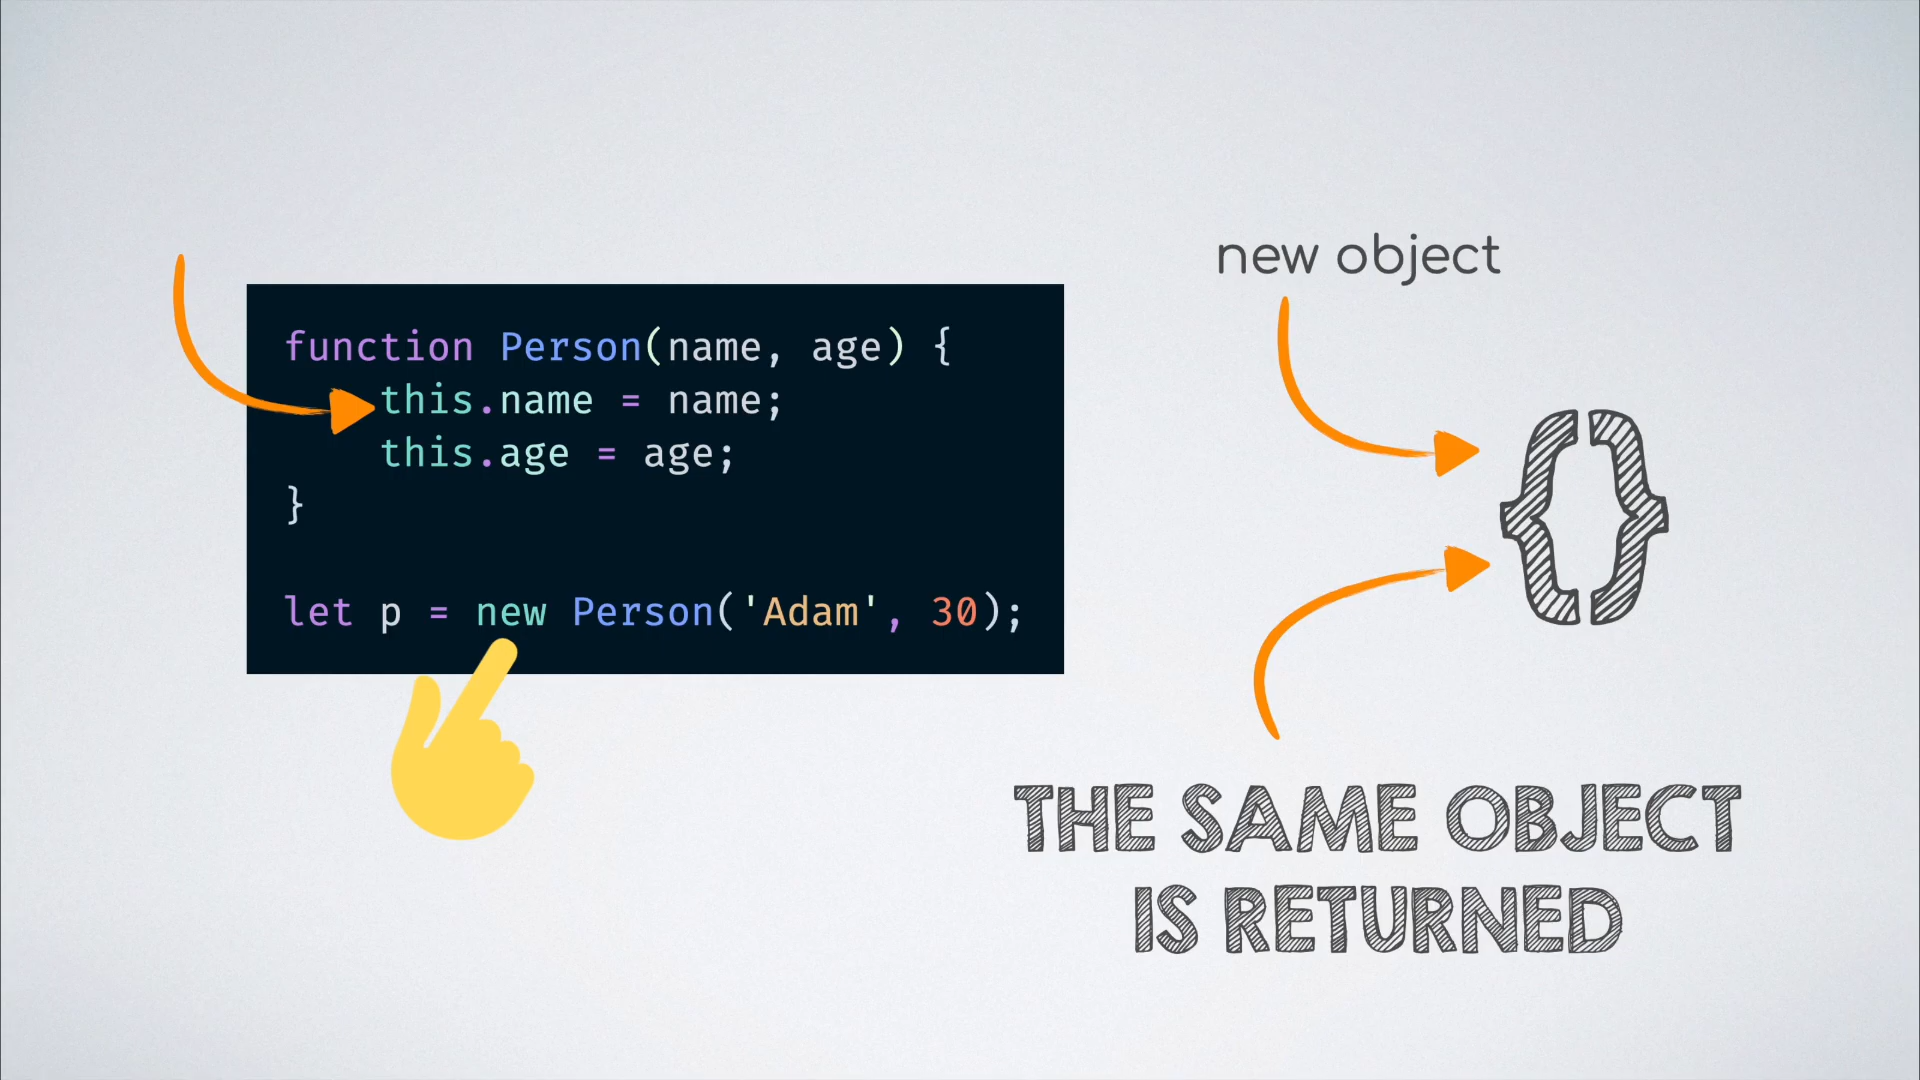 function Person(name, age) {
this.name = name;
this.age = age;
}
let p = new Person('Adam', 30);
new object
{}
THE SAME OBJECT
IS RETURNED